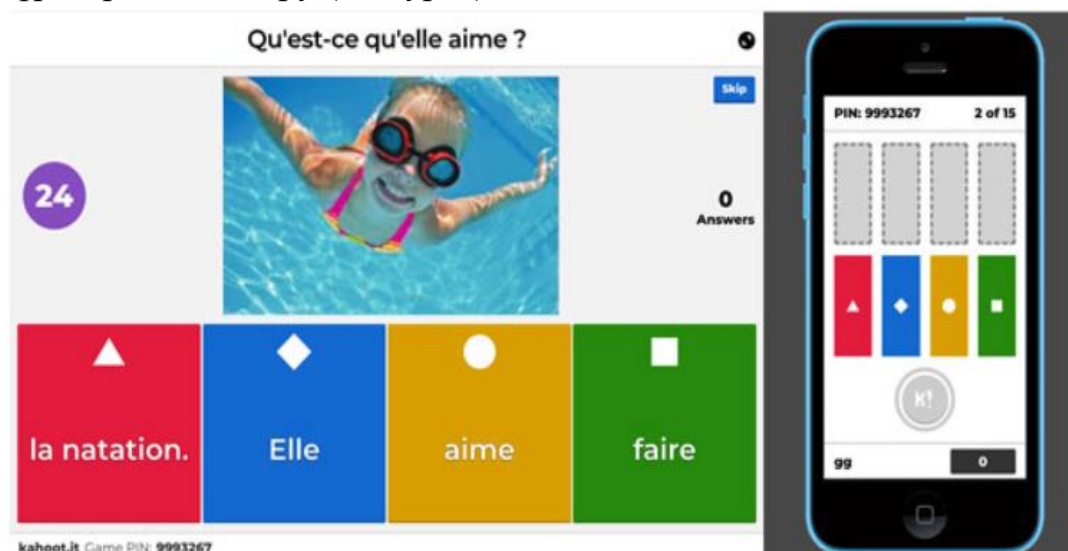 Qu'est-ce qu'elle aime ?
Skip
24
0
Answers
la natation.
Elle
aime
faire
kahoot.it Game PIN: 9993267
PIN: 9993267 2 of 15
K!
gg 0